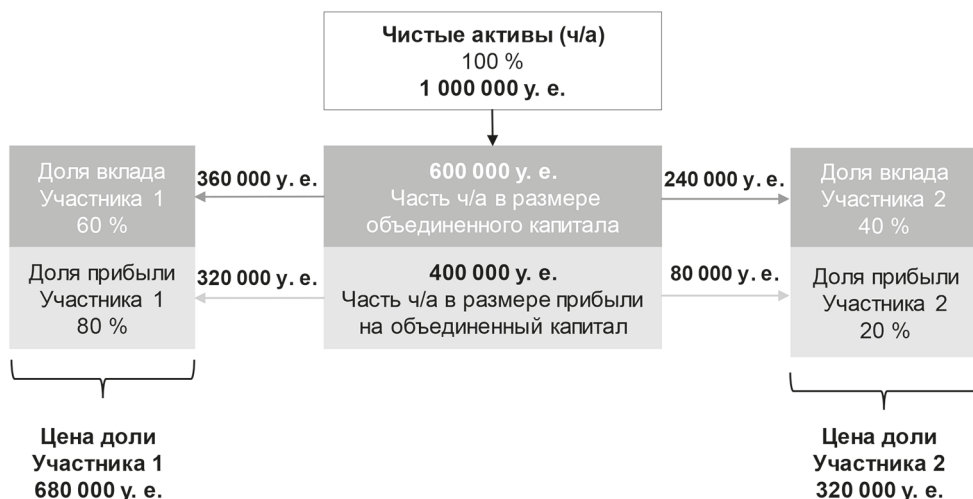 Чистые активы (ч/а)
100 %
1 000 000 у. е.
Доля вклада
Участника 1
60 %
360 000 у. е.
600 000 у. е.
Часть ч/а в размере
объединенного капитала
240 000 у. е.
Доля вклада
Участника 2
40 %
Доля прибыли
Участника 1
80 %
320 000 у. е.
400 000 у. е.
Часть ч/а в размере прибыли
на объединенный капитал
80 000 у. е.
Доля прибыли
Участника 2
20 %
Цена доли
Участника 1
680 000 у. е.
Цена доли
Участника 2
320 000 у. е.